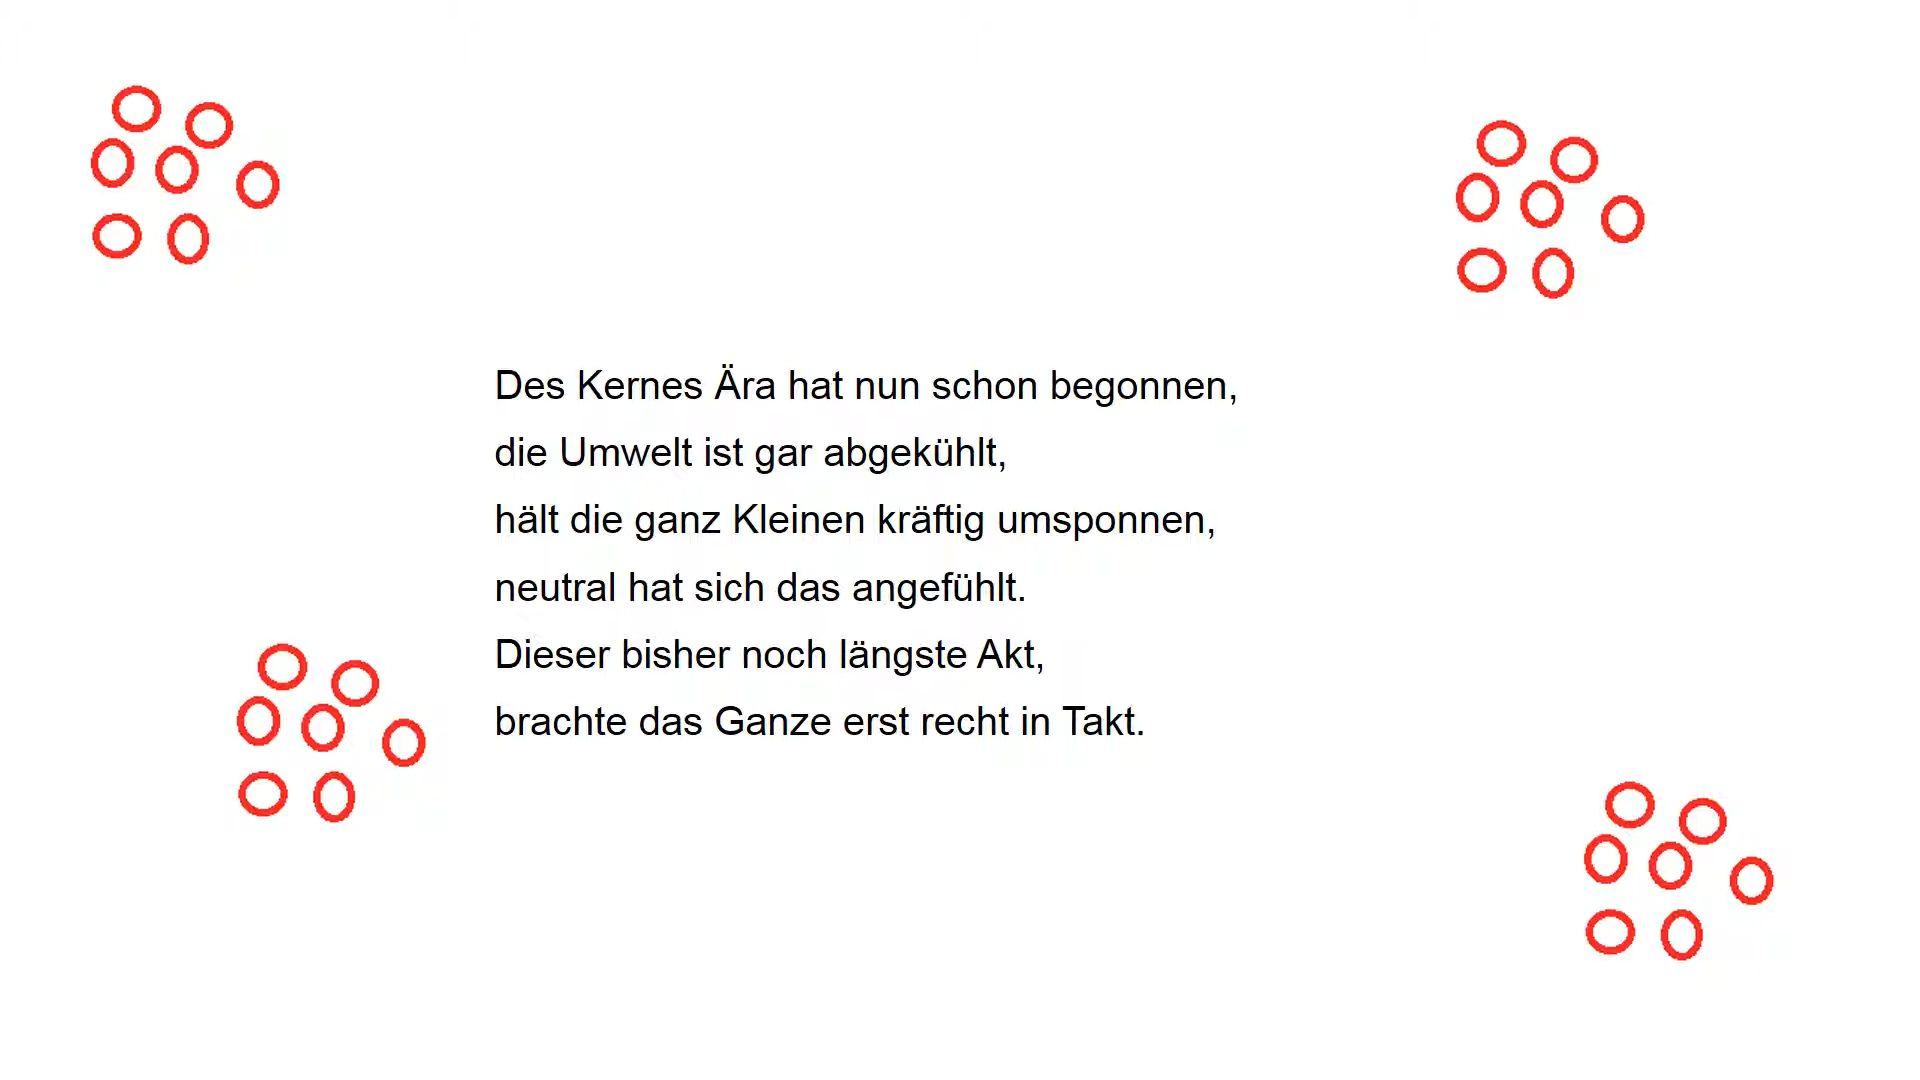 Des Kernes Ära hat nun schon begonnen,
die Umwelt ist gar abgekühlt,
hält die ganz Kleinen kräftig umsponnen,
neutral hat sich das angefühlt.
Dieser bisher noch längste Akt,
brachte das Ganze erst recht in Takt.